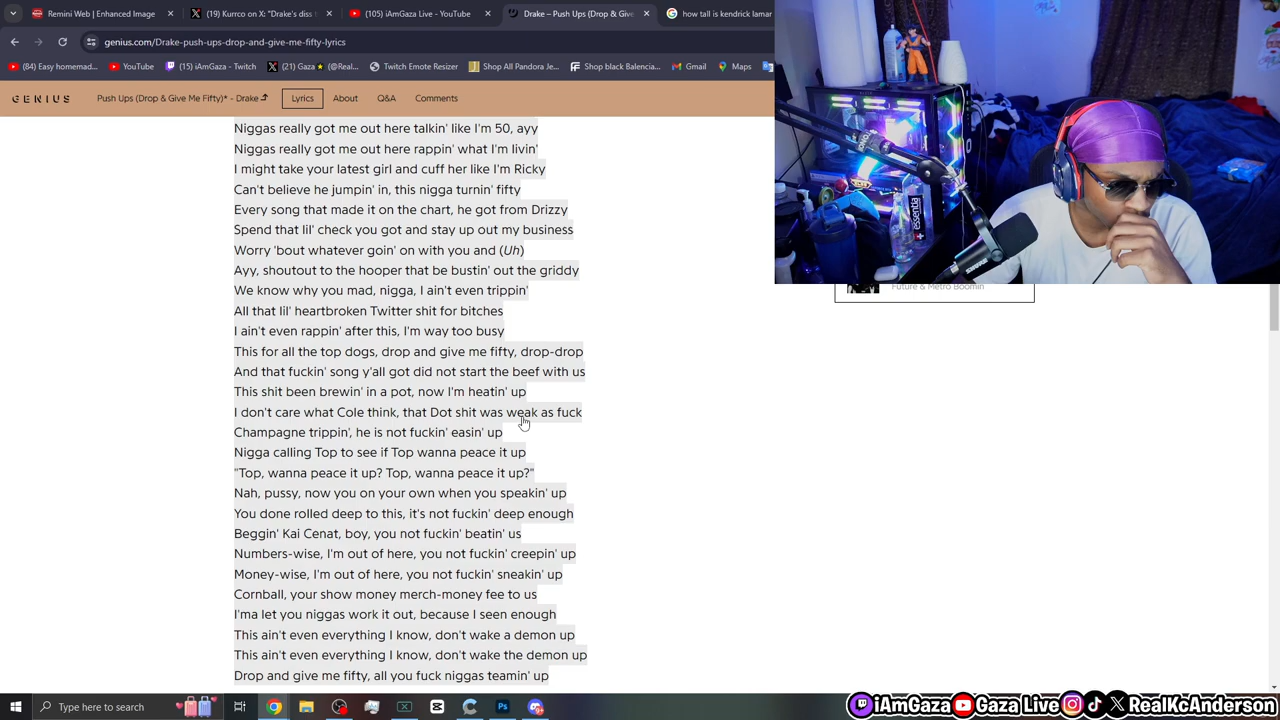 Remini Web | Enhanced Image
(19) Kurrco on X: "Drake's diss
(105) iAmGaza Live - YouTube
Drake – Push Ups (Drop & Give
how tall is kendrick lamar
genius.com/Drake-push-ups-drop-and-give-me-fifty-lyrics
(84) Easy homemad...
YouTube
(15) iAmGaza - Twitch
(21) Gaza ★ (@Real...
Twitch Emote Resizer
Shop All Pandora Je...
Shop black Balencia...
Gmail
Maps
GENIUS
Push Ups (Drop & Give Me Fifty)* - Drake
Lyrics
About
Q&A
Comments
Niggas really got me out here talkin' like I'm 50, ayy
Niggas really got me out here rappin' what I'm livin'
I might take your latest girl and cuff her like I'm Ricky
Can't believe he jumpin' in, this nigga turnin' fifty
Every song that made it on the chart, he got from Drizzy
Spend that lil' check you got and stay up out my business
Worry 'bout whatever goin' on with you and (Uh)
Ayy, shoutout to the hooper that be bustin' out the griddy
We know why you mad, nigga, I ain't even trippin'
All that lil' heartbroken Twitter shit for bitches
I ain't even rappin' after this, I'm way too busy
This for all the top dogs, drop and give me fifty, drop-drop
And that fuckin' song y'all got did not start the beef with us
This shit been brewin' in a pot, now I'm heatin' up
I don't care what Cole think, that Dot shit was weak as fuck
Champagne trippin', he is not fuckin' easin' up
Nigga calling Top to see if Top wanna peace it up
"Top, wanna peace it up? Top, wanna peace it up?"
Nah, pussy, now you on your own when you speakin' up
You done rolled deep to this, it's not fuckin' deep enough
Beggin' Kai Cenat, boy, you not fuckin' beatin' us
Numbers-wise, I'm out of here, you not fuckin' creepin' up
Money-wise, I'm out of here, you not fuckin' sneakin' up
Cornball, your show money merch-money fee to us
I'ma let you niggas work it out, because I seen enough
This ain't even everything I know, don't wake a demon up
This ain't even everything I know, don't wake the demon up
Drop and give me fifty, all you fuck niggas teamin' up
Future & Metro Boomin
essentia
SHURE
Type here to search
iAmGaza
Gaza Live
RealKcAnderson